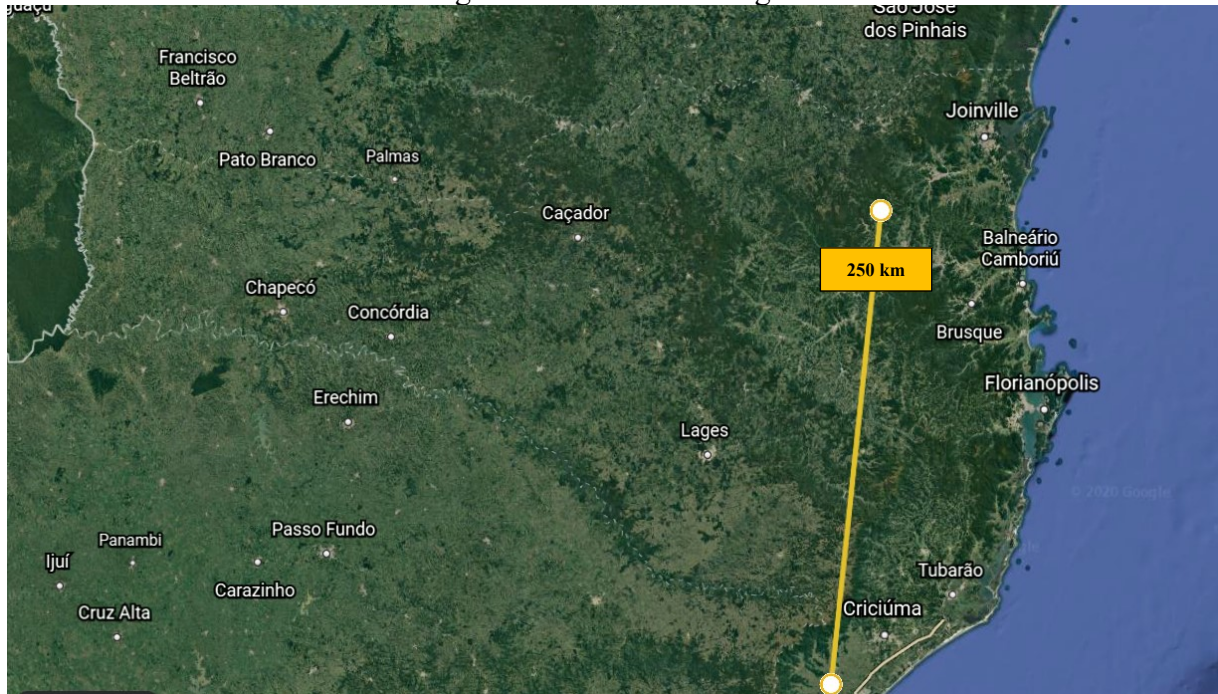 São José
dos Pinhais
Francisco
Beltrão
Joinville
Pato Branco
Palmas
Caçador
Balneário
Camboriú
250 km
Chapecó
Concórdia
Brusque
Florianópolis
Erechim
Lages
© 2020 Google
Passo Fundo
Panambi
Ijuí
Carazinho
Tubarão
Cruz Alta
Criciúma